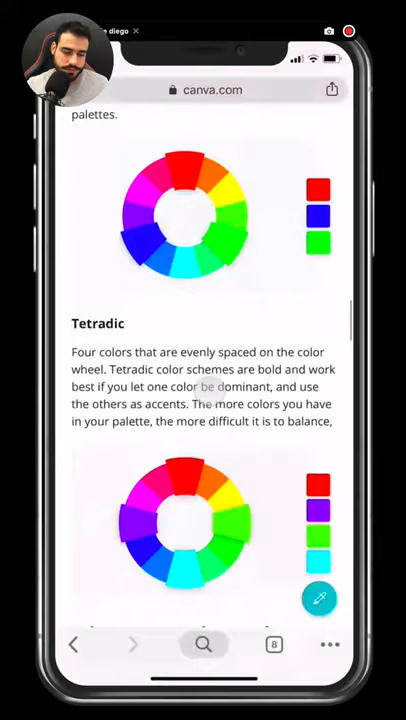 diego
canva.com
palettes.
Tetradic
Four colors that are evenly spaced on the color
wheel. Tetradic color schemes are bold and work
best if you let one color be dominant, and use
the others as accents. The more colors you have
in your palette, the more difficult it is to balance,
8